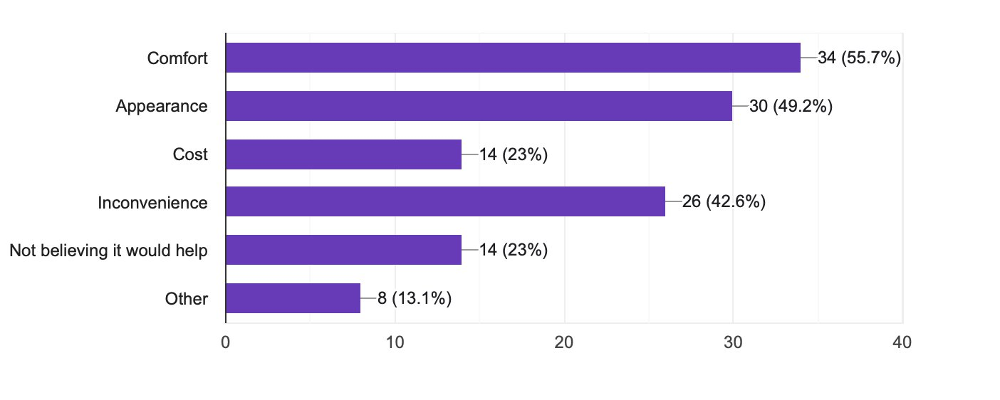 Comfort 34 (55.7%)
Appearance 30 (49.2%)
Cost 14 (23%)
Inconvenience 26 (42.6%)
Not believing it would help 14 (23%)
Other 8 (13.1%)
0 10 20 30 40